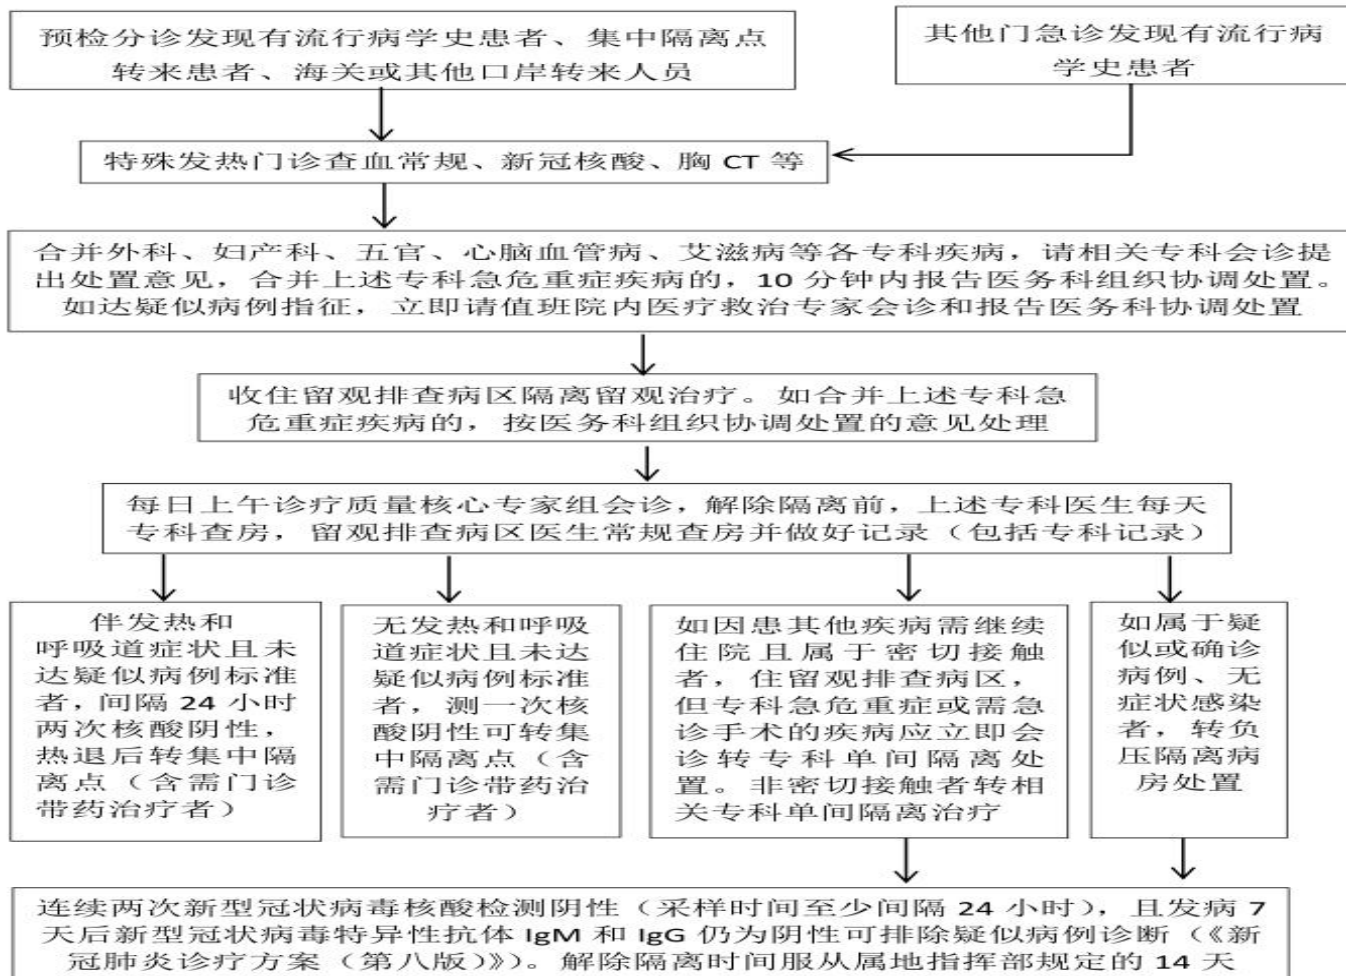 预检分诊发现有流行病学史患者、集中隔离点
转来患者、海关或其他口岸转来人员
其他门急诊发现有流行病
学史患者
特殊发热门诊查血常规、新冠核酸、胸 CT 等
合并外科、妇产科、五官、心脑血管病、艾滋病等各专科疾病，请相关专科会诊提
出处置意见，合并上述专科急危重症疾病的，10 分钟内报告医务科组织协调处置。
如达疑似病例指征，立即请值班院内医疗救治专家会诊和报告医务科协调处置
收住留观排查病区隔离留观治疗。如合并上述专科急
危重症疾病的，按医务科组织协调处置的意见处理
每日上午诊疗质量核心专家组会诊，解除隔离前，上述专科医生每天
专科查房，留观排查病区医生常规查房并做好记录（包括专科记录）
伴发热和
呼吸道症状且未
达疑似病例标准
者，间隔 24 小时
两次核酸阴性，
热退后转集中隔
离点（含需门诊
带药治疗者）
无发热和呼吸
道症状且未达
疑似病例标准
者，测一次核
酸阴性可转集
中隔离点（含
需门诊带药治
疗者）
如因患其他疾病需继续
住院且属于密切接触
者，住留观排查病区，
但专科急危重症或需急
诊手术的疾病应立即会
诊转专科单间隔离处
置。非密切接触者转相
关专科单间隔离治疗
如属于疑
似或确诊
病例、无
症状感染
者，转负
压隔离病
房处置
连续两次新型冠状病毒核酸检测阴性（采样时间至少间隔 24 小时），且发病 7
天后新型冠状病毒特异性抗体 IgM 和 IgG 仍为阴性可排除疑似病例诊断（《新
冠肺炎诊疗方案（第八版）》）。解除隔离时间服从属地指挥部规定的 14 天